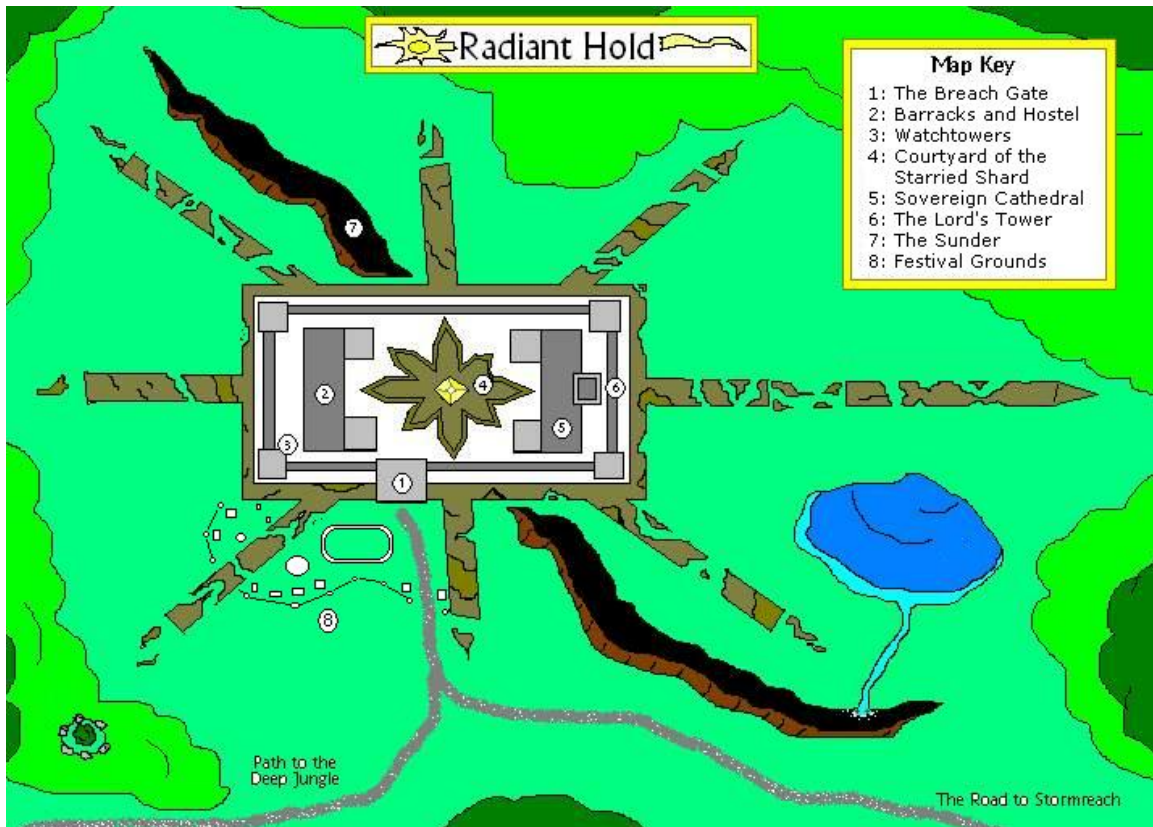 Radiant Hold
Map Key
1: The Breach Gate
2: Barracks and Hostel
3: Watchtowers
4: Courtyard of the
Starried Shard
5: Sovereign Cathedral
6: The Lord's Tower
7: The Sunder
8: Festival Grounds
7
4
6
2
5
3
1
8
Path to the
Deep Jungle
The Road to Stormreach